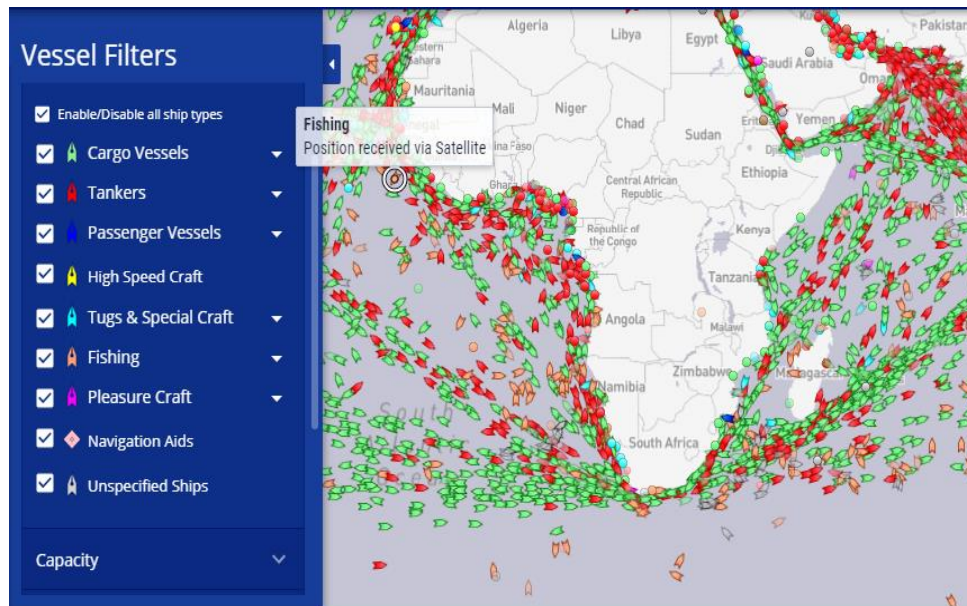 Vessel Filters
Enable/Disable all ship types
Cargo Vessels
Tankers
Passenger Vessels
High Speed Craft
Tugs & Special Craft
Fishing
Pleasure Craft
Navigation Aids
Unspecified Ships
Capacity
Fishing
Position received via Satellite
Algeria
Libya
Egypt
Pakistan
Saudi Arabia
Oman
Mauritania
Mali
Niger
Chad
Sudan
Yemen
Ethiopia
Central African
Republic
Republic of
the Congo
Kenya
Tanzania
Angola
Malawi
Zimbabwe
Madagascar
Namibia
South
South Africa